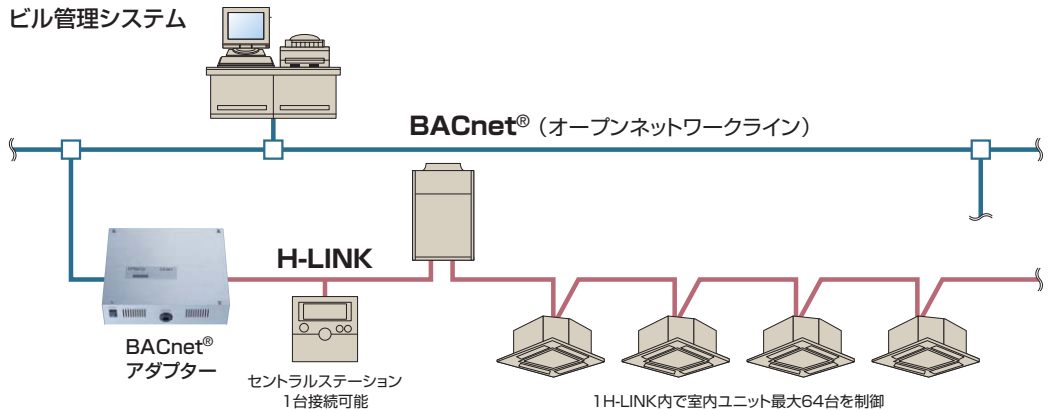 ビル管理システム
BACnet®（オープンネットワークライン）
H-LINK
BACnet®
アダプター
セントラルステーション
1台接続可能
1H-LINK内で室内ユニット最大64台を制御